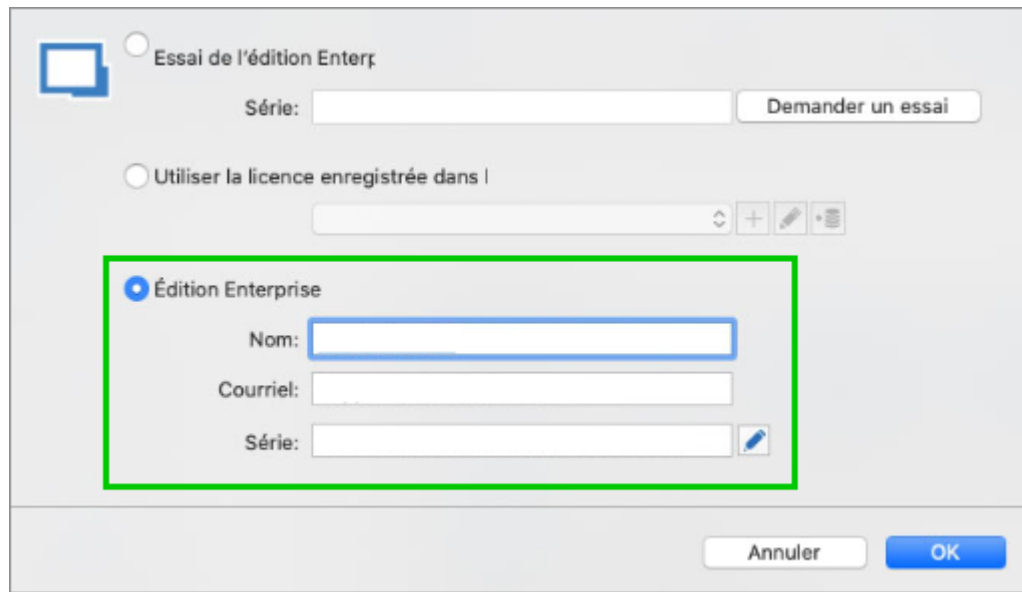 Essai de l'édition Enterp
Série:
Demander un essai
Utiliser la licence enregistrée dans l
Édition Enterprise
Nom:
Courriel:
Série:
Annuler
OK